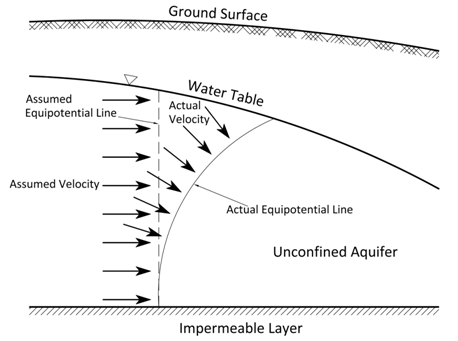 Ground Surface
Water Table
Assumed
Equipotential Line
Actual
Velocity
Assumed Velocity
Actual Equipotential Line
Unconfined Aquifer
Impermeable Layer